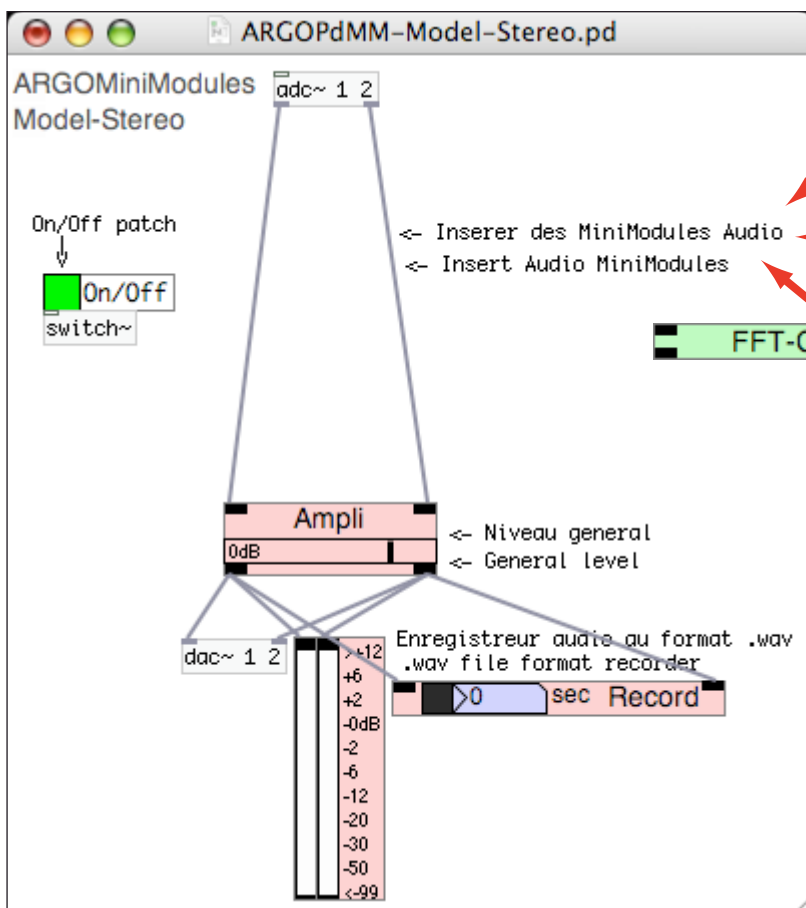 ARGOPdMM-Model-Stereo.pd
ARGOMiniModules
Model-Stereo
adc~ 1 2
On/Off patch
<- Inserer des MiniModules Audio
<- Insert Audio MiniModules
On/Off
switch~
FFT-
Ampli
0dB
<- Niveau general
<- General level
dac~ 1 2
Enregistreur audio au format .wav
.wav file format recorder
>0 sec Record
>+12
+6
+2
-0dB
-2
-6
-12
-20
-30
-50
<-99